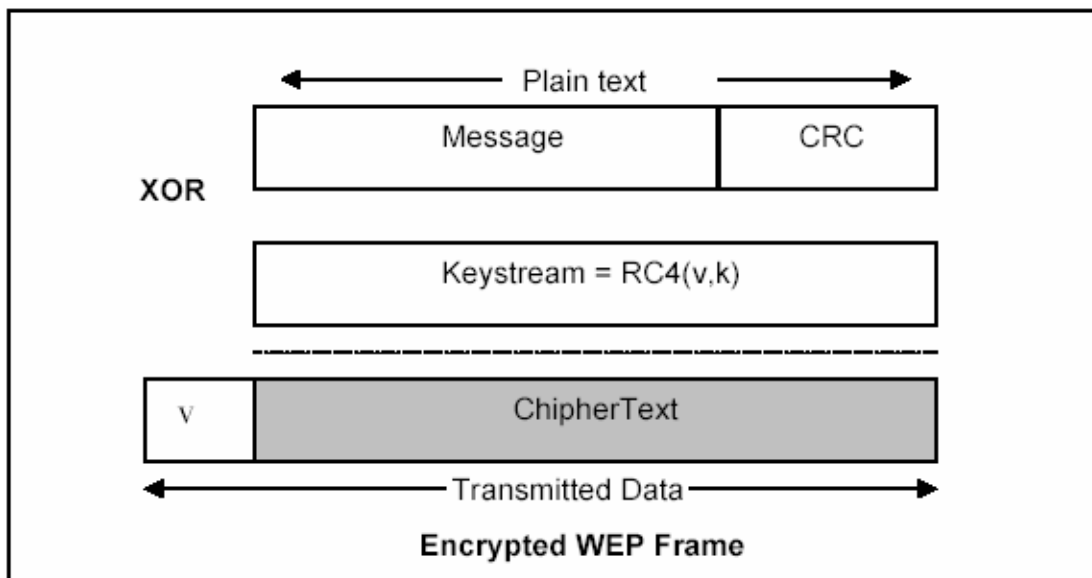 Plain text
Message CRC
XOR
Keystream = RC4(v,k)
V ChipherText
Transmitted Data
Encrypted WEP Frame